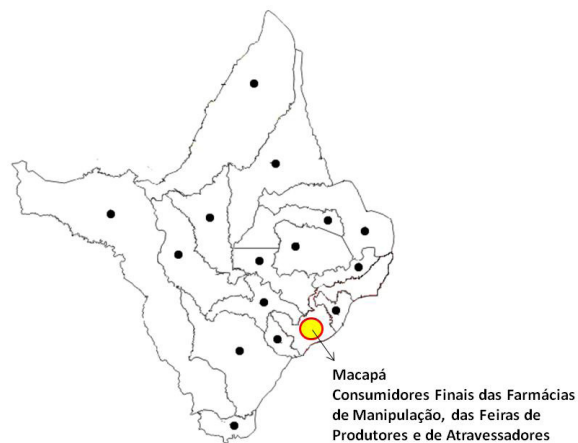 Macapá
Consumidores Finais das Farmácias
de Manipulação, das Feiras de
Produtores e de Atravessadores